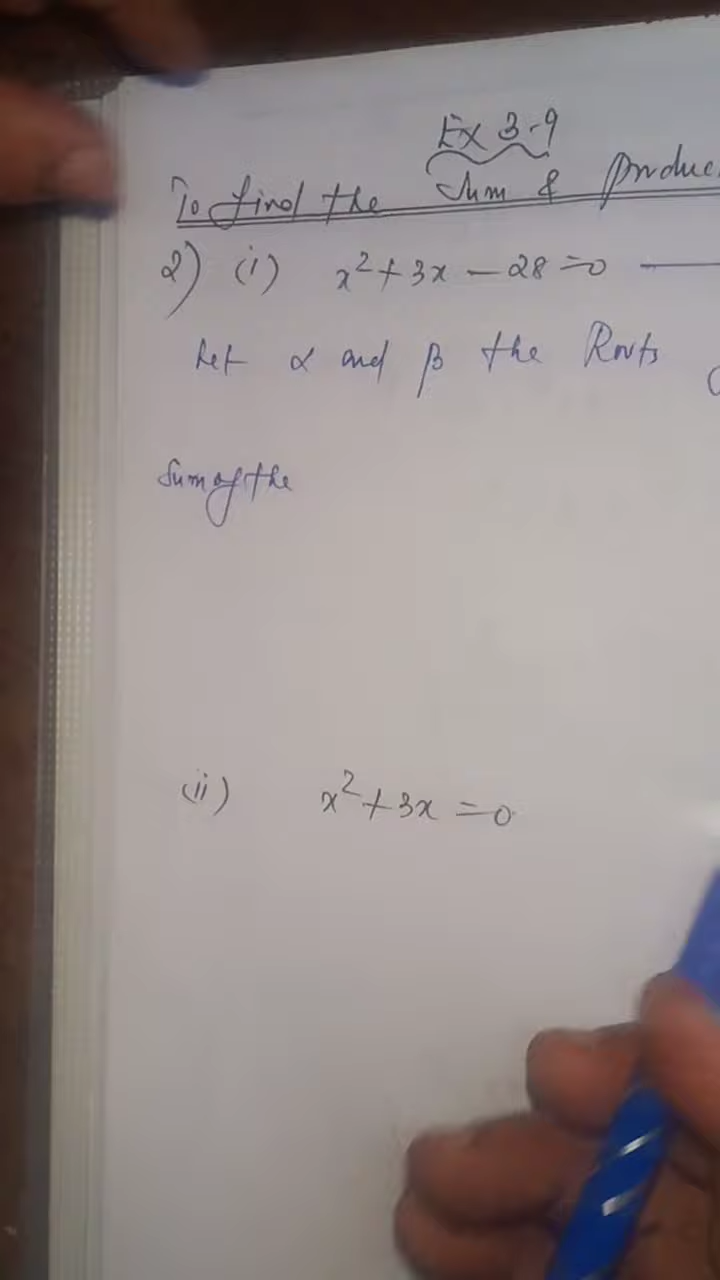 Ex 3.9
To find the Sum & produc
2) (i) x²+3x-28=0
Let α and β the Roots
Sum of the
(ii) x²+3x=0